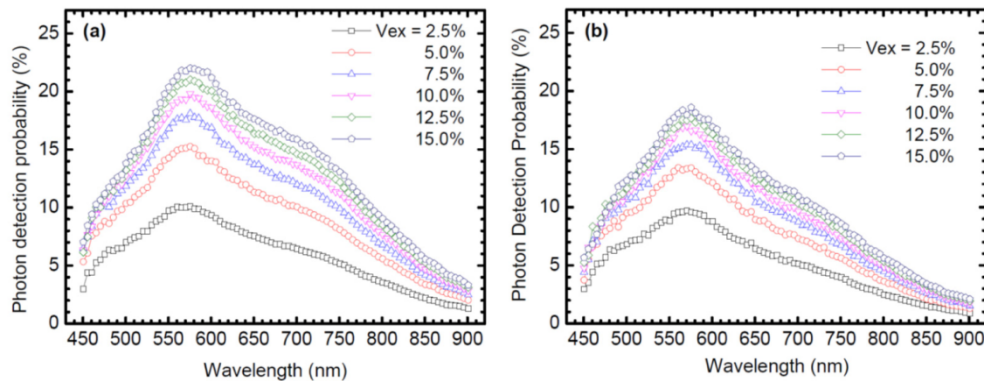 (a)
Vex = 2.5%
5.0%
7.5%
10.0%
12.5%
15.0%
Photon detection probability (%)
25
20
15
10
5
0
450 500 550 600 650 700 750 800 850 900
Wavelength (nm)
(b)
Vex = 2.5%
5.0%
7.5%
10.0%
12.5%
15.0%
Photon Detection Probability (%)
25
20
15
10
5
0
450 500 550 600 650 700 750 800 850 900
Wavelength (nm)